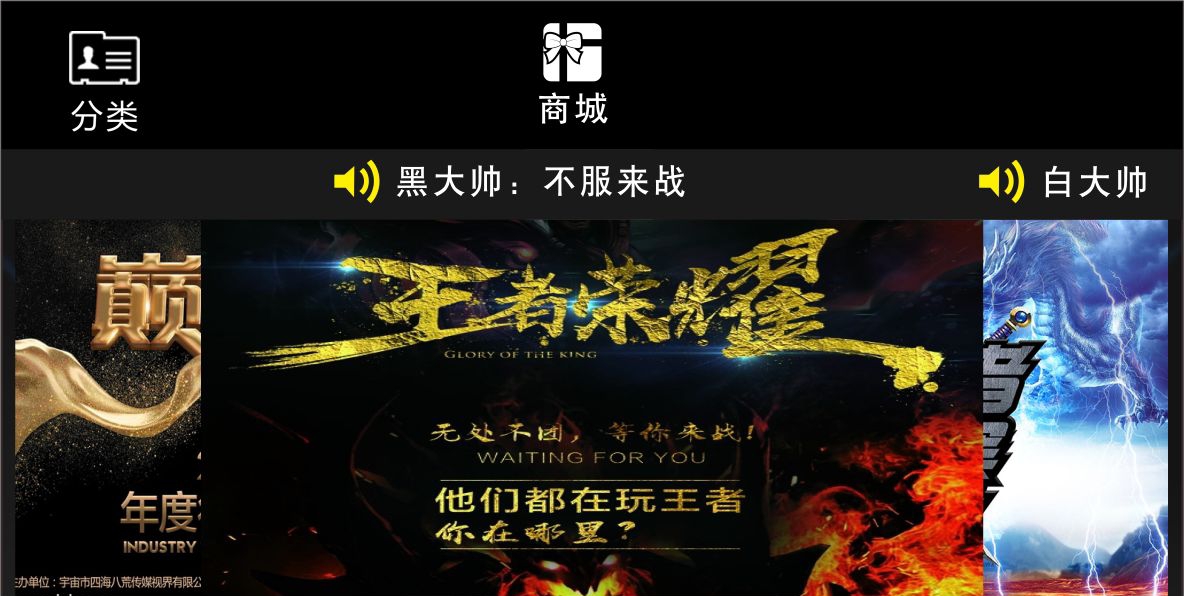 分类
商城
黑大帅：不服来战
白大帅
巅
年度
INDUSTRY
主办单位：宇宙市四海八荒传媒视界有限公
王者荣耀
GLORY OF THE KING
无处不团，等你来战!
WAITING FOR YOU
他们都在玩王者
你在哪里？